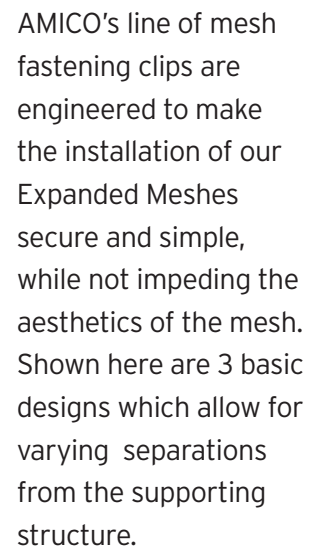 AMICO's line of mesh
fastening clips are
engineered to make
the installation of our
Expanded Meshes
secure and simple,
while not impeding the
aesthetics of the mesh.
Shown here are 3 basic
designs which allow for
varying  separations
from the supporting
structure.